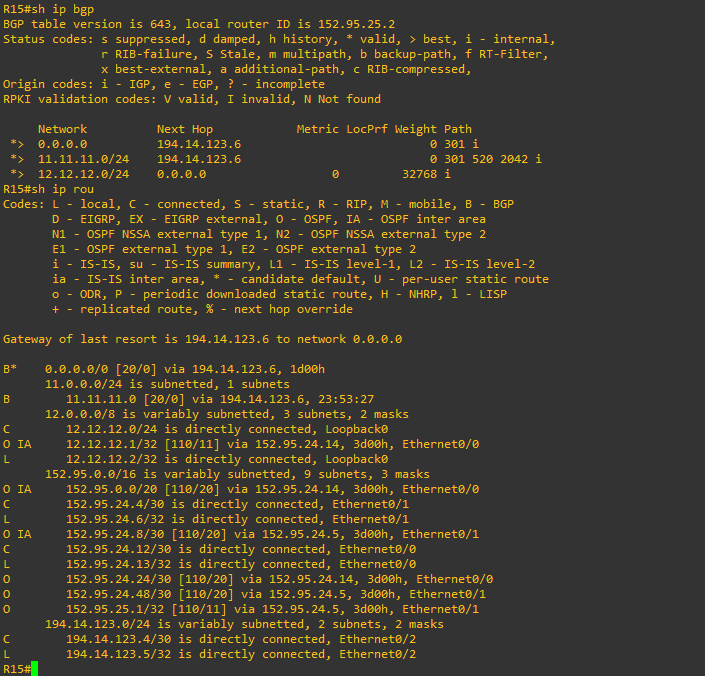 R15#sh ip bgp
BGP table version is 643, local router ID is 152.95.25.2
Status codes: s suppressed, d damped, h history, * valid, > best, i - internal,
              r RIB-failure, S Stale, m multipath, b backup-path, f RT-Filter,
              x best-external, a additional-path, c RIB-compressed,
Origin codes: i - IGP, e - EGP, ? - incomplete
RPKI validation codes: V valid, I invalid, N Not found

     Network          Next Hop            Metric LocPrf Weight Path
 *>  0.0.0.0          194.14.123.6                           0 301 i
 *>  11.11.11.0/24    194.14.123.6                           0 301 520 2042 i
 *>  12.12.12.0/24    0.0.0.0                  0         32768 i
R15#sh ip rou
Codes: L - local, C - connected, S - static, R - RIP, M - mobile, B - BGP
       D - EIGRP, EX - EIGRP external, O - OSPF, IA - OSPF inter area
       N1 - OSPF NSSA external type 1, N2 - OSPF NSSA external type 2
       E1 - OSPF external type 1, E2 - OSPF external type 2
       i - IS-IS, su - IS-IS summary, L1 - IS-IS level-1, L2 - IS-IS level-2
       ia - IS-IS inter area, * - candidate default, U - per-user static route
       o - ODR, P - periodic downloaded static route, H - NHRP, l - LISP
       + - replicated route, % - next hop override

Gateway of last resort is 194.14.123.6 to network 0.0.0.0

B*    0.0.0.0/0 [20/0] via 194.14.123.6, 1d00h
      11.0.0.0/24 is subnetted, 1 subnets
B        11.11.11.0 [20/0] via 194.14.123.6, 23:53:27
      12.0.0.0/8 is variably subnetted, 3 subnets, 2 masks
C        12.12.12.0/24 is directly connected, Loopback0
O IA     12.12.12.1/32 [110/11] via 152.95.24.14, 3d00h, Ethernet0/0
L        12.12.12.2/32 is directly connected, Loopback0
      152.95.0.0/16 is variably subnetted, 9 subnets, 3 masks
O IA     152.95.0.0/20 [110/20] via 152.95.24.14, 3d00h, Ethernet0/0
C        152.95.24.4/30 is directly connected, Ethernet0/1
L        152.95.24.6/32 is directly connected, Ethernet0/1
O IA     152.95.24.8/30 [110/20] via 152.95.24.5, 3d00h, Ethernet0/1
C        152.95.24.12/30 is directly connected, Ethernet0/0
L        152.95.24.13/32 is directly connected, Ethernet0/0
O        152.95.24.24/30 [110/20] via 152.95.24.14, 3d00h, Ethernet0/0
O        152.95.24.48/30 [110/20] via 152.95.24.5, 3d00h, Ethernet0/1
O        152.95.25.1/32 [110/11] via 152.95.24.5, 3d00h, Ethernet0/1
      194.14.123.0/24 is variably subnetted, 2 subnets, 2 masks
C        194.14.123.4/30 is directly connected, Ethernet0/2
L        194.14.123.5/32 is directly connected, Ethernet0/2
R15#